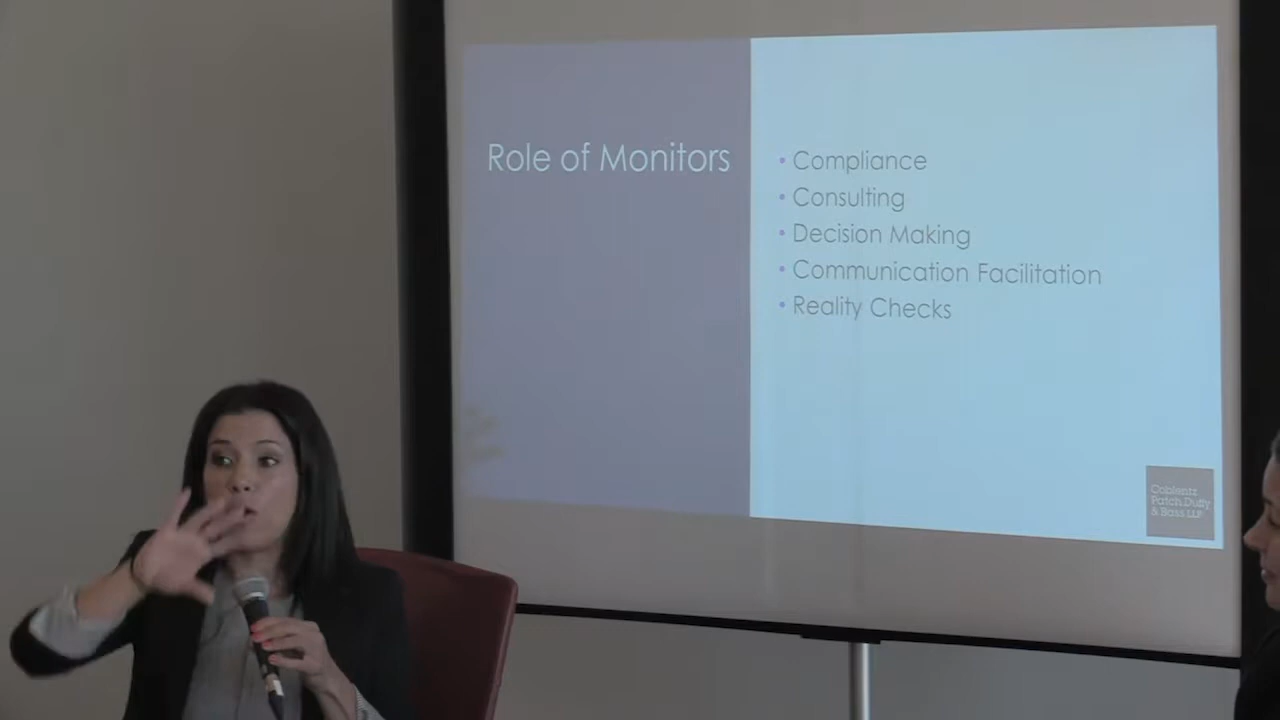 Role of Monitors
• Compliance
• Consulting
• Decision Making
• Communication Facilitation
• Reality Checks
Coblentz
Patch Duffy
& Bass LLP